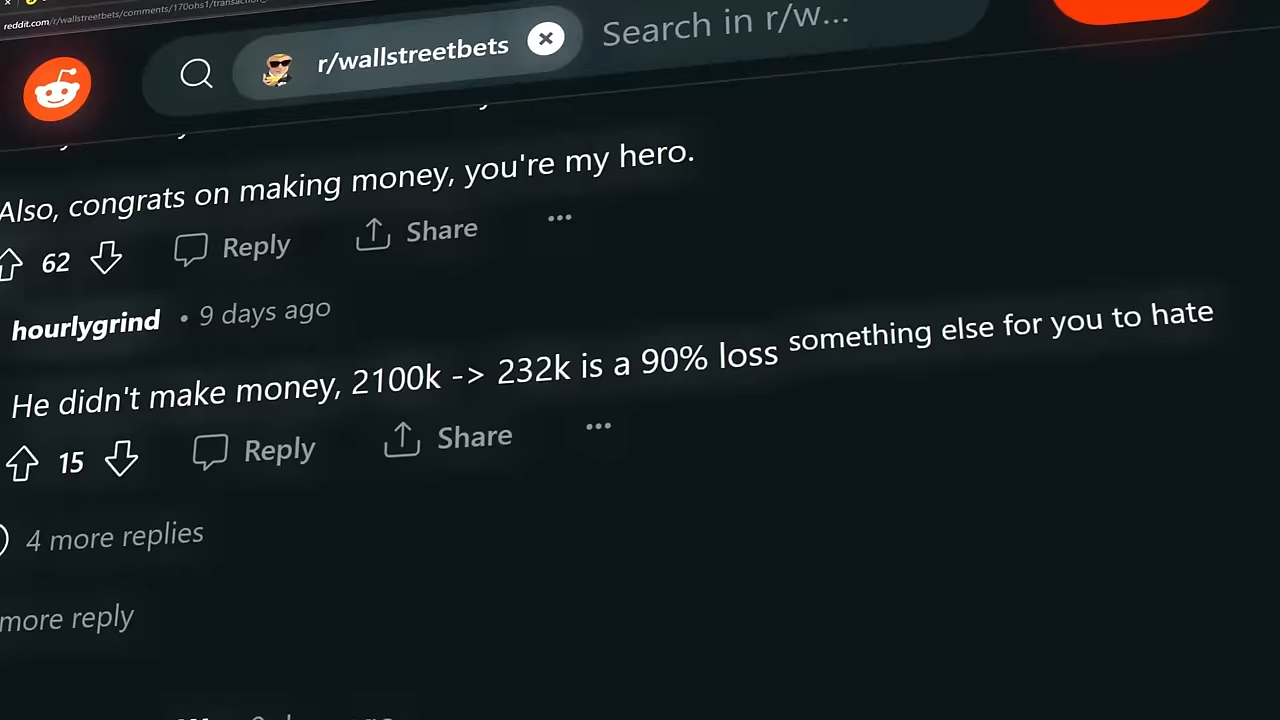 reddit.com/r/wallstreetbets/comments/170ohs1/transaction_
r/wallstreetbets
Search in r/w...
Also, congrats on making money, you're my hero.
62 Reply Share
hourlygrind • 9 days ago
He didn't make money, 2100k -> 232k is a 90% loss something else for you to hate
15 Reply Share
4 more replies
more reply